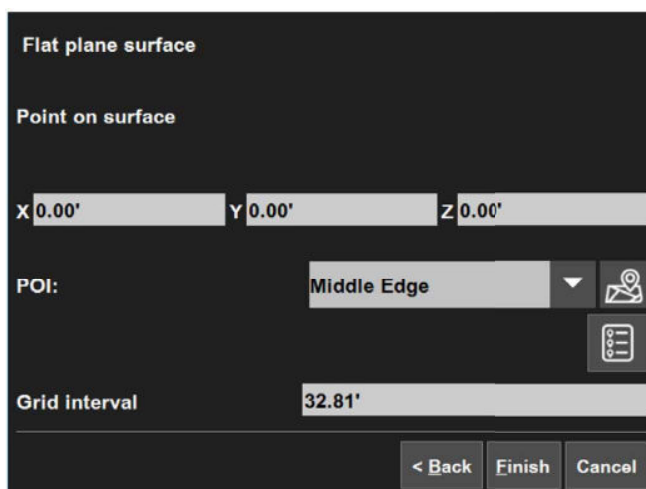 Flat plane surface
Point on surface
X 0.00' Y 0.00' Z 0.00'
POI: Middle Edge
Grid interval 32.81'
< Back Finish Cancel